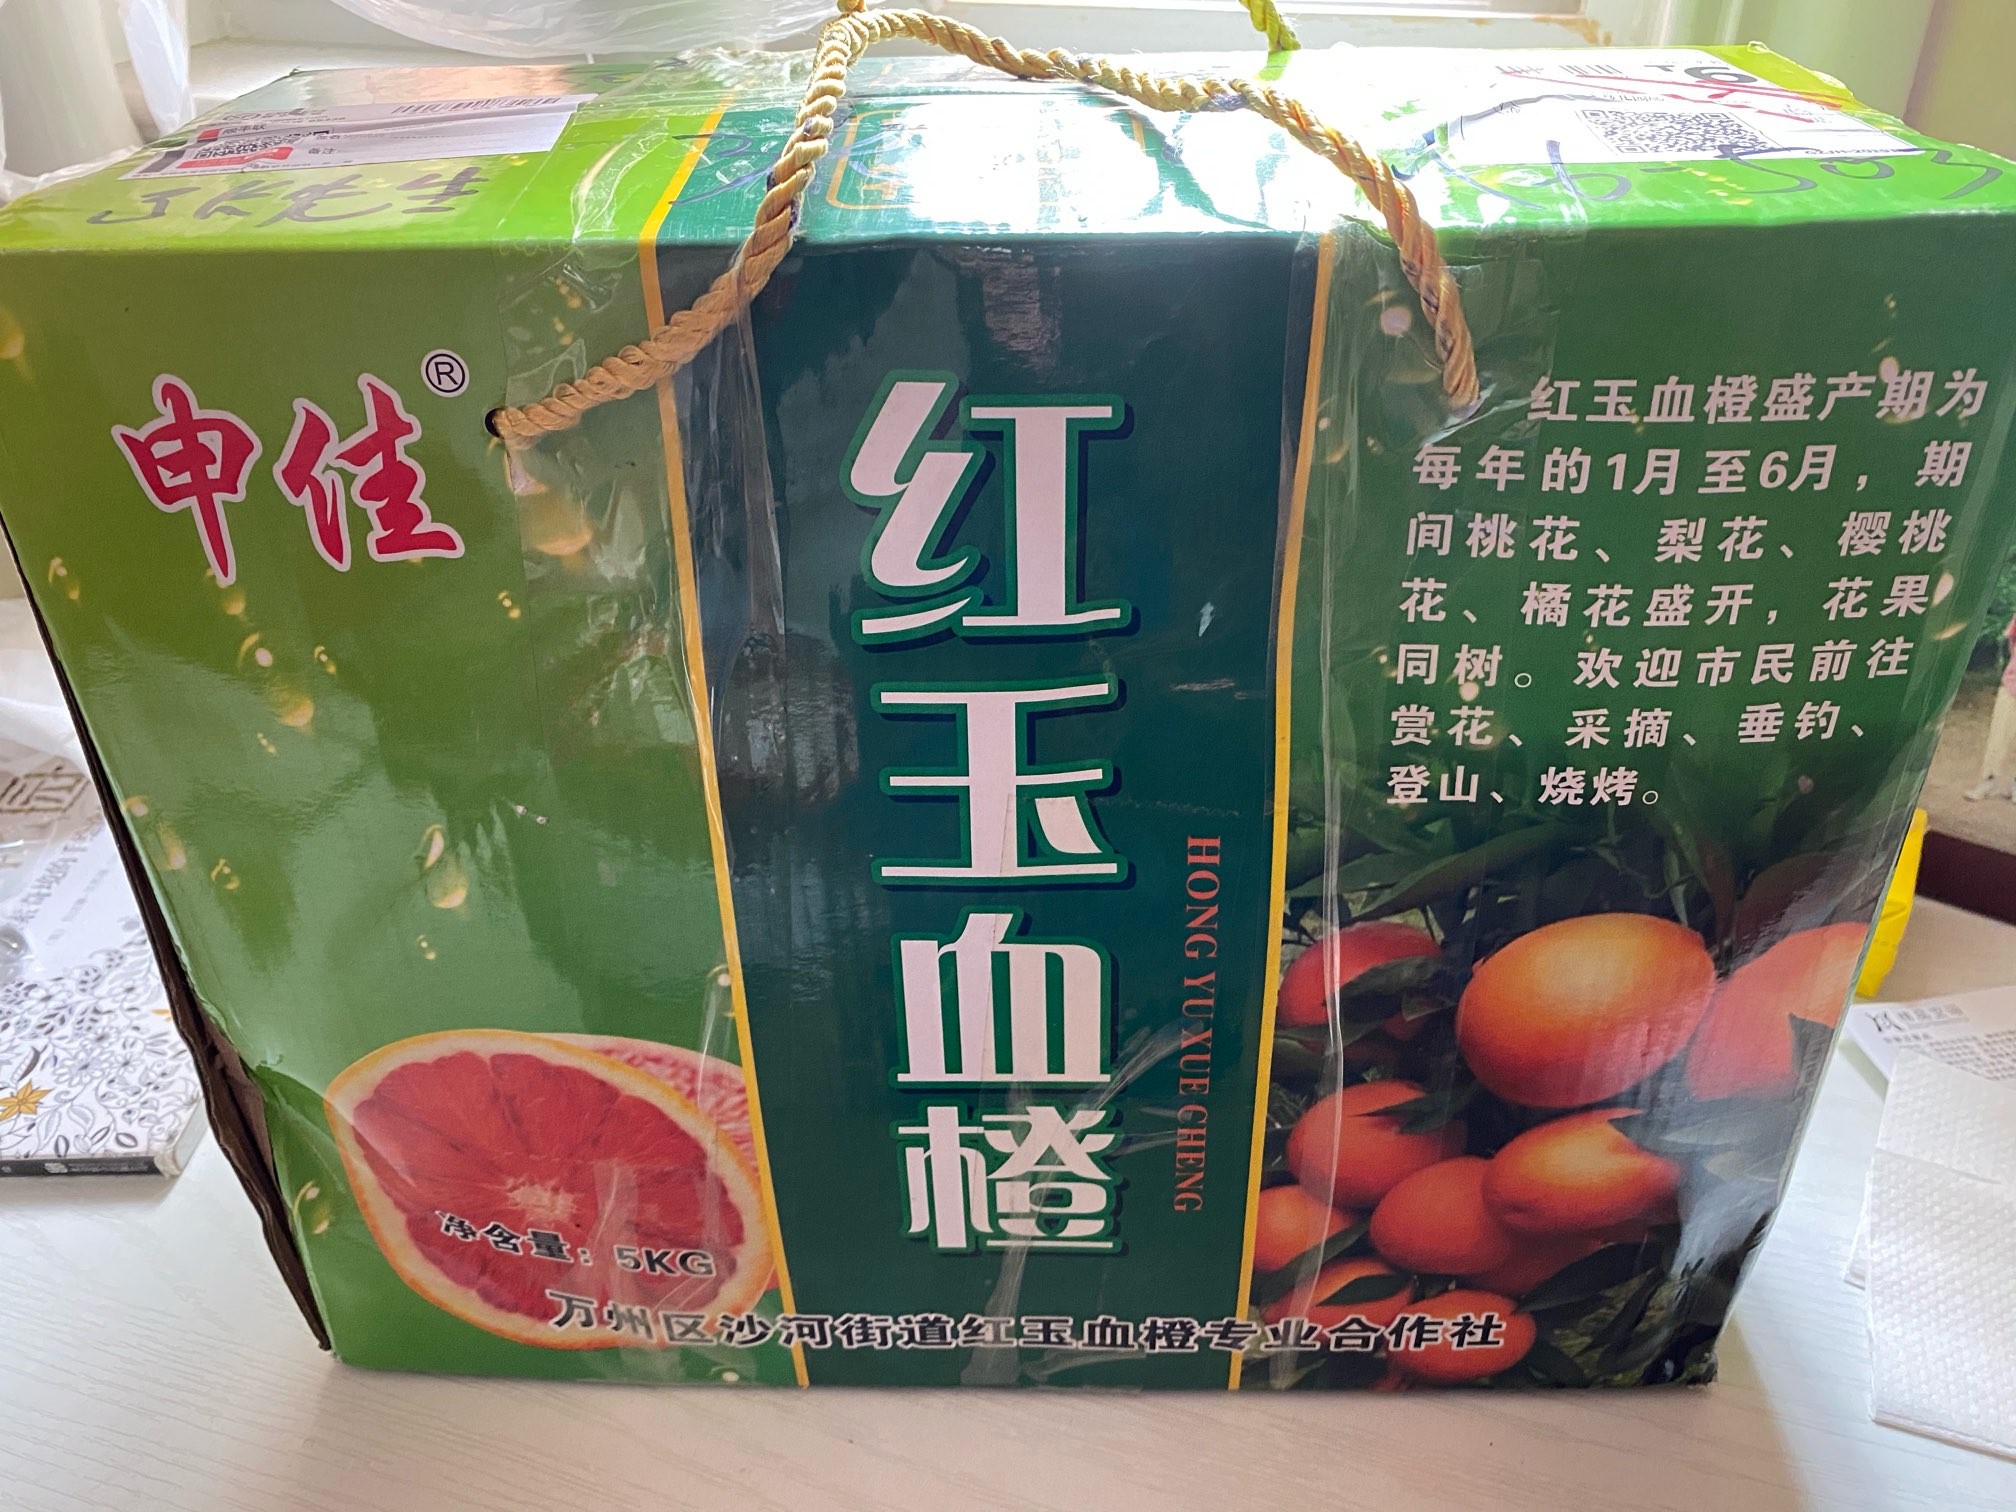 申佳®
红玉血橙
HONG YU XUE CHENG
红玉血橙盛产期为
每年的1月至6月，期
间桃花、梨花、樱桃
花、橘花盛开，花果
同树。欢迎市民前往
赏花、采摘、垂钓、
登山、烧烤。
净含量：5KG
万州区沙河街道红玉血橙专业合作社